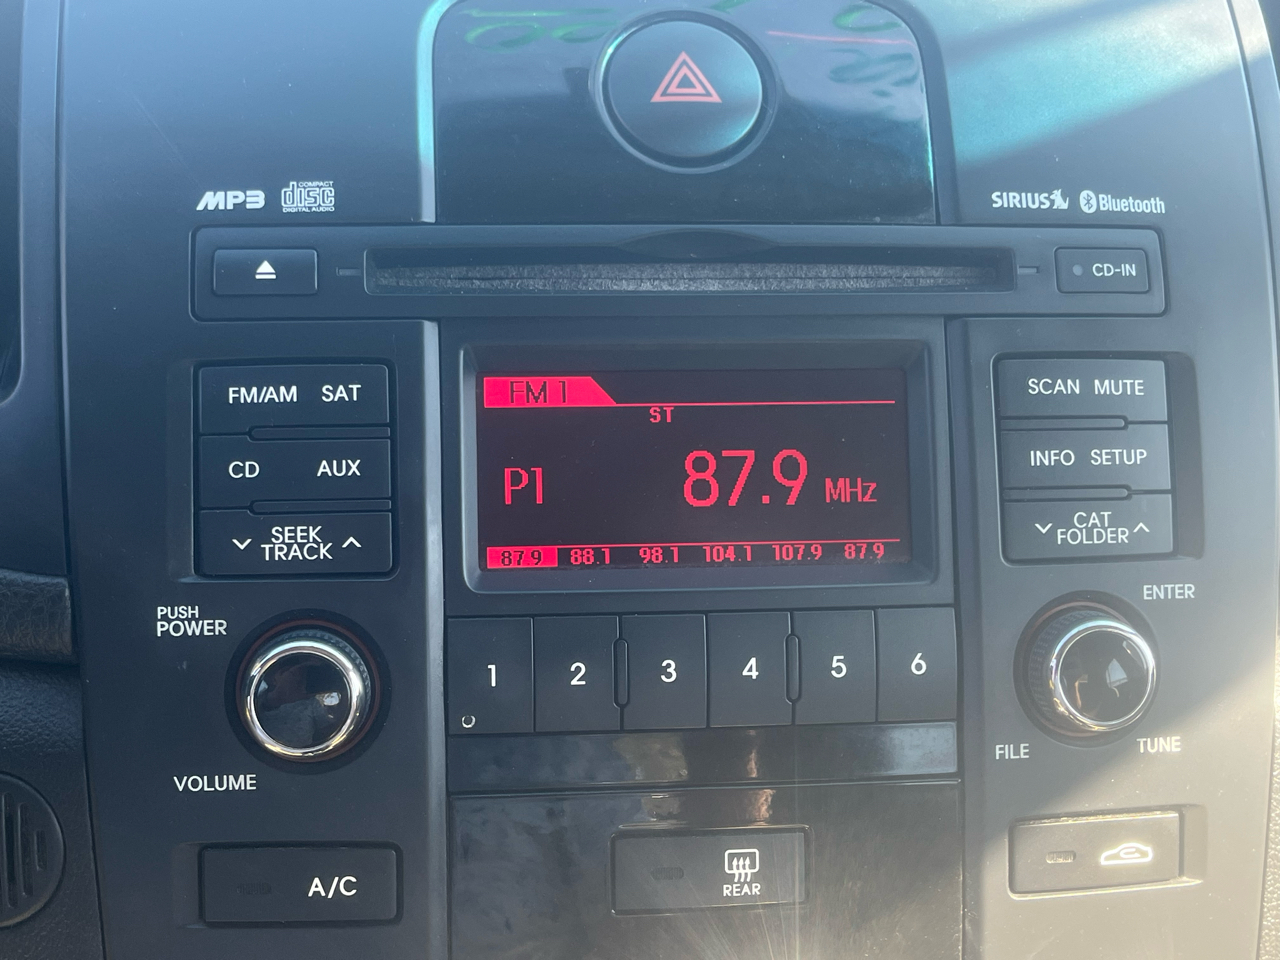 MP3
COMPACT
disc
DIGITAL AUDIO
SIRIUS
Bluetooth
CD-IN
FM/AM SAT
CD AUX
SEEK
TRACK
FM 1
ST
P1 87.9 MHz
87.9 88.1 98.1 104.1 107.9 87.9
SCAN MUTE
INFO SETUP
CAT
FOLDER
PUSH
POWER
VOLUME
1 2 3 4 5 6
ENTER
FILE
TUNE
A/C
REAR